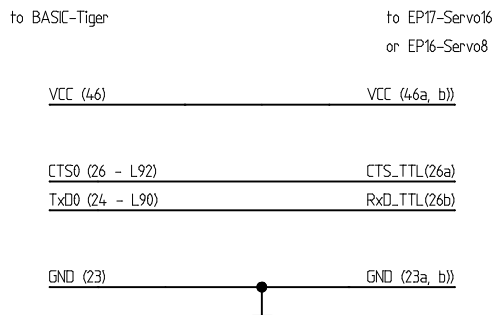 to BASIC-Tiger to EP17-Servo16
or EP16-Servo8
VCC (46) VCC (46a, b))
CTS0 (26 - L92) CTS_TTL(26a)
TxD0 (24 - L90) RxD_TTL(26b)
GND (23) GND (23a, b))